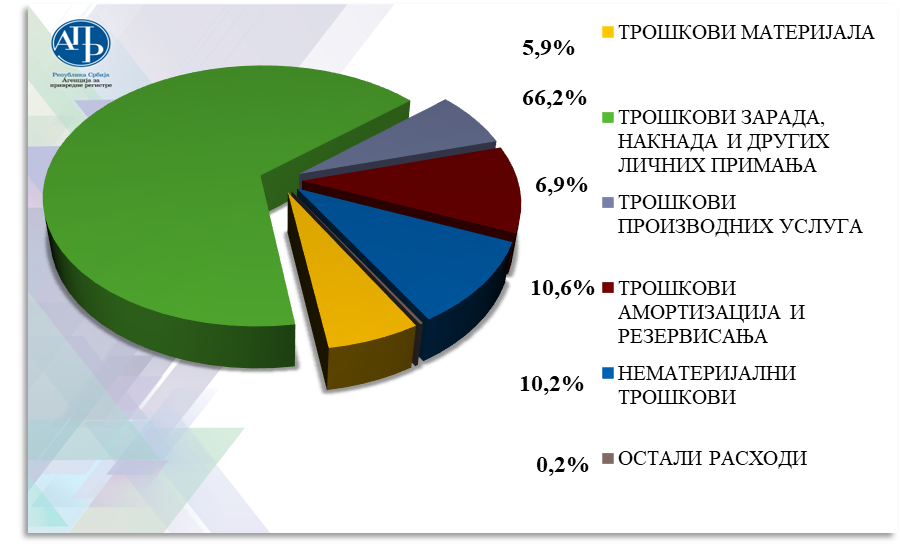 АПР
Република Србија
Агенција за
привредне регистре
5,9%
ТРОШКОВИ МАТЕРИЈАЛА
66,2%
ТРОШКОВИ ЗАРАДА,
НАКНАДА И ДРУГИХ
ЛИЧНИХ ПРИМАЊА
6,9%
ТРОШКОВИ
ПРОИЗВОДНИХ УСЛУГА
10,6%
ТРОШКОВИ
АМОРТИЗАЦИЈА И
РЕЗЕРВИСАЊА
10,2%
НЕМАТЕРИЈАЛНИ
ТРОШКОВИ
0,2%
ОСТАЛИ РАСХОДИ